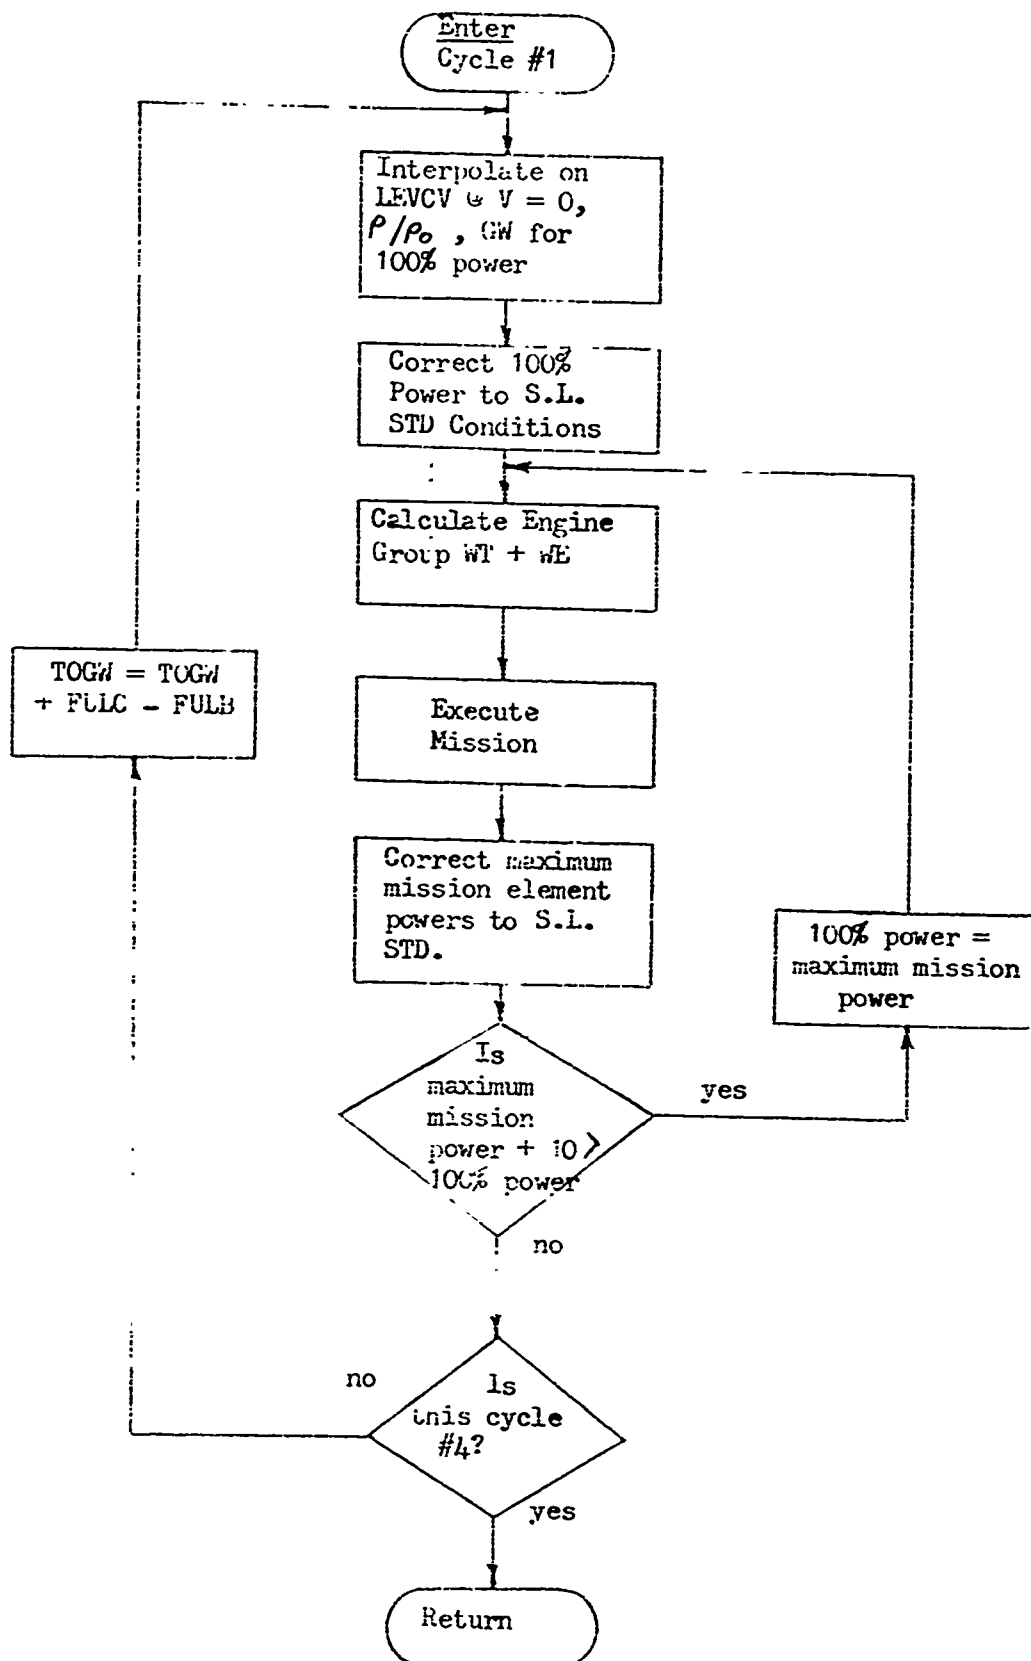 Enter
Cycle #1
Interpolate on
LEVCV @ V = 0,
ρ/ρo , GW for
100% power
Correct 100%
Power to S.L.
STD Conditions
Calculate Engine
Group WT + WE
TOGW = TOGW
+ FULC - FULB
Execute
Mission
Correct maximum
mission element
powers to S.L.
STD.
100% power =
maximum mission
power
Is
maximum
mission
power + 10 >
100% power
yes
no
Is
this cycle
#4?
no
yes
Return